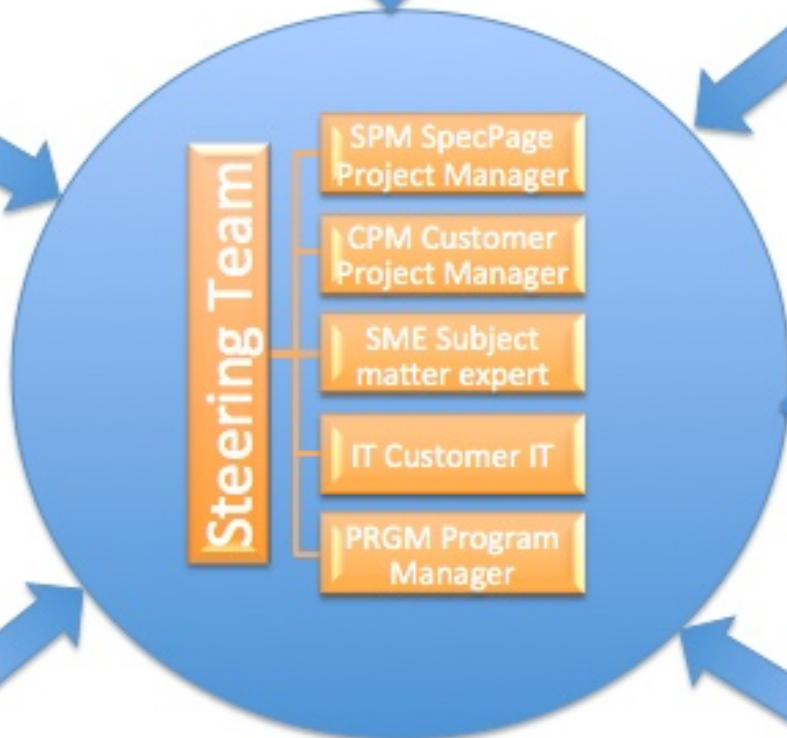 Steering Team
SPM SpecPage
Project Manager
CPM Customer
Project Manager
SME Subject
matter expert
IT Customer IT
PRGM Program
Manager